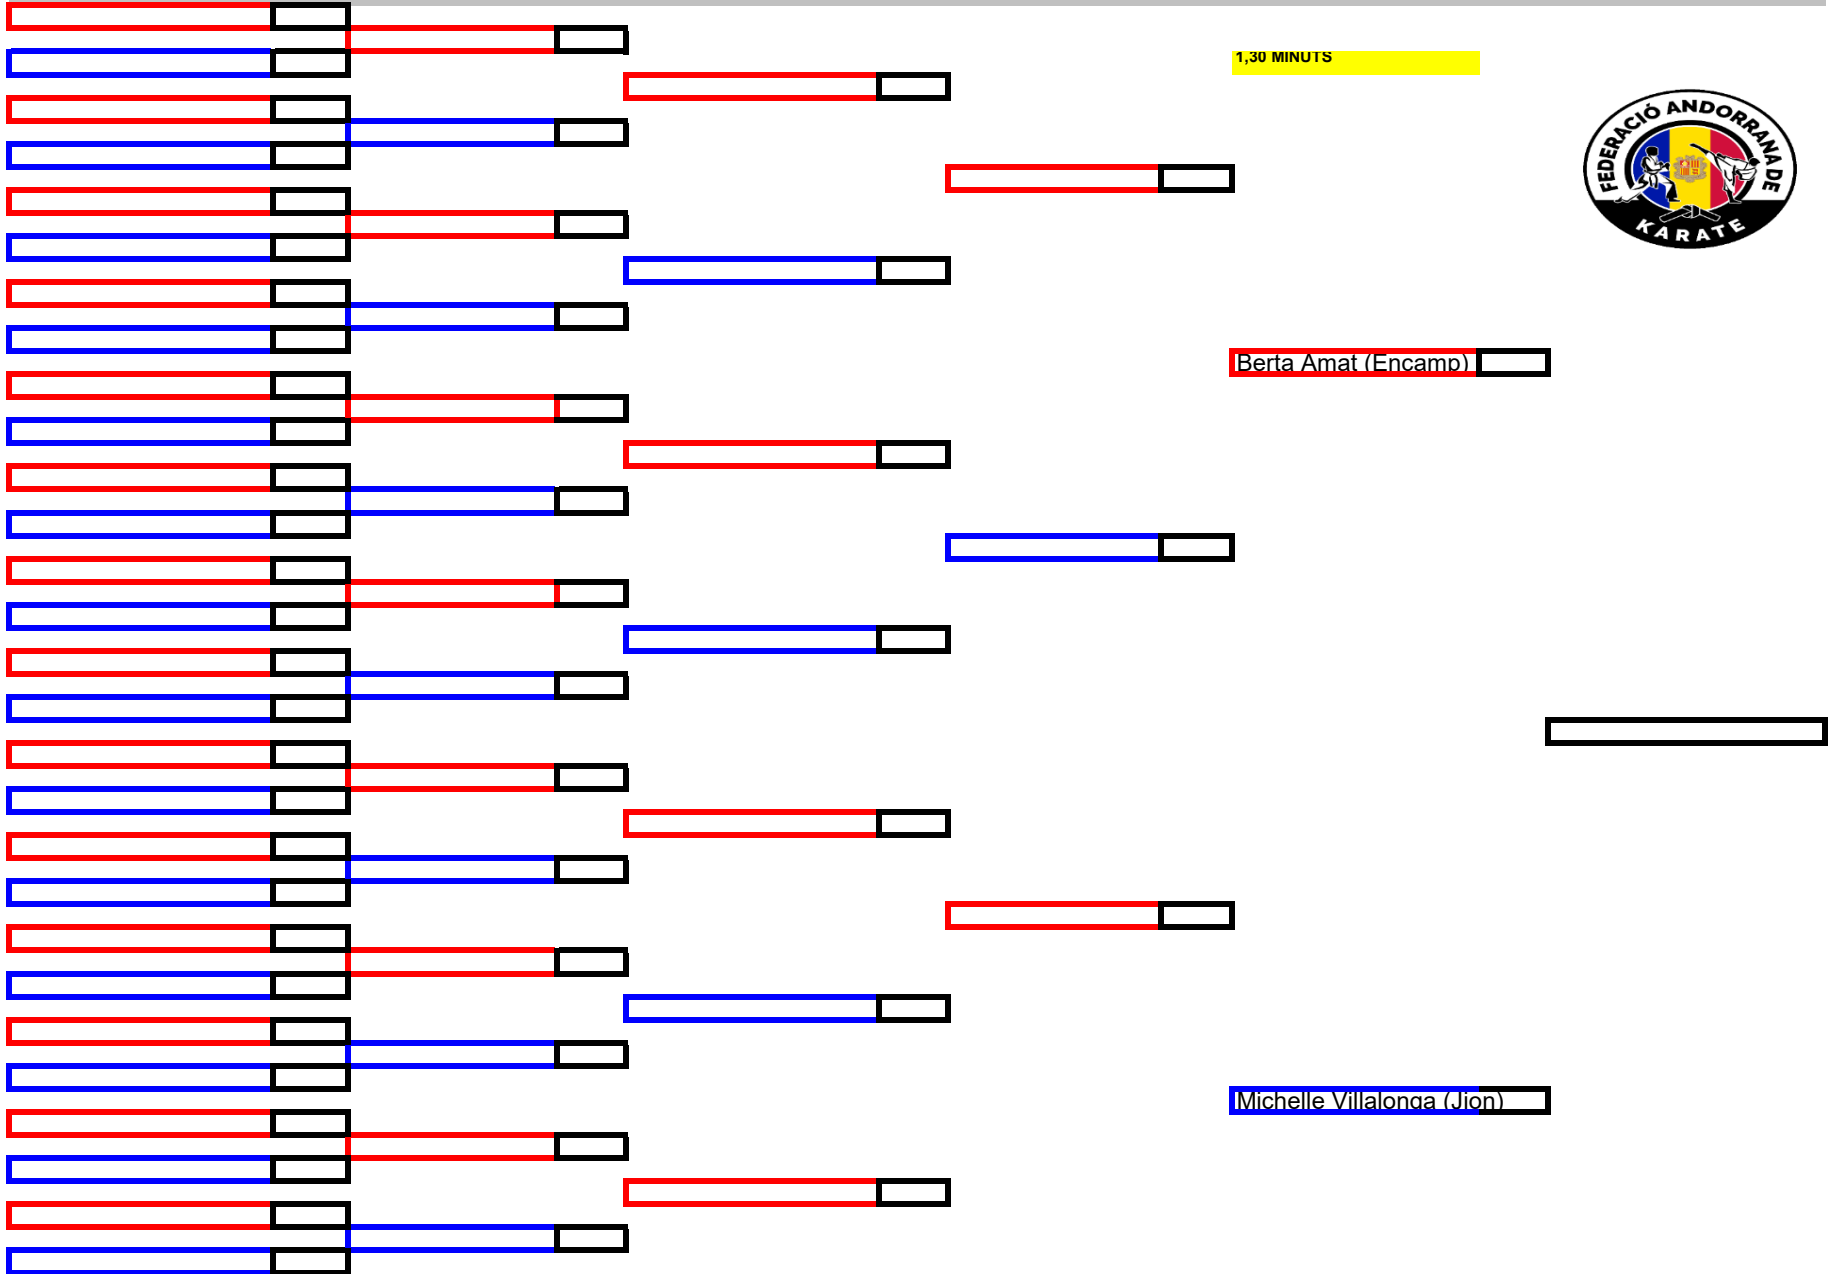 1,30 MINUTS
FEDERACIÓ ANDORRANA DE
KARATE
Berta Amat (Encamp)
Michelle Villalonga (Jion)